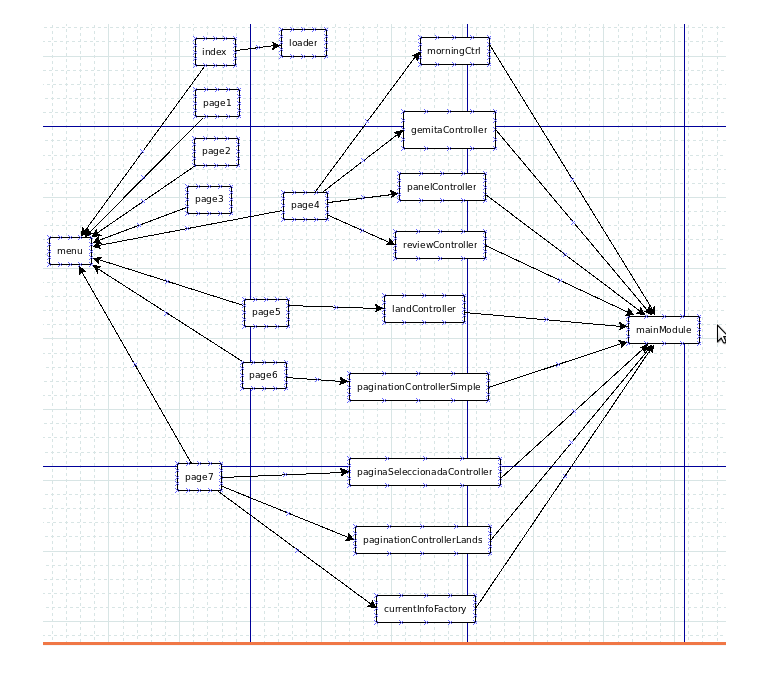 index
loader
morningCtrl
page1
gemitaController
page2
panelController
page3
page4
reviewController
menu
page5
landController
mainModule
page6
paginationControllerSimple
page7
paginaSeleccionadaController
paginationControllerLands
currentInfoFactory